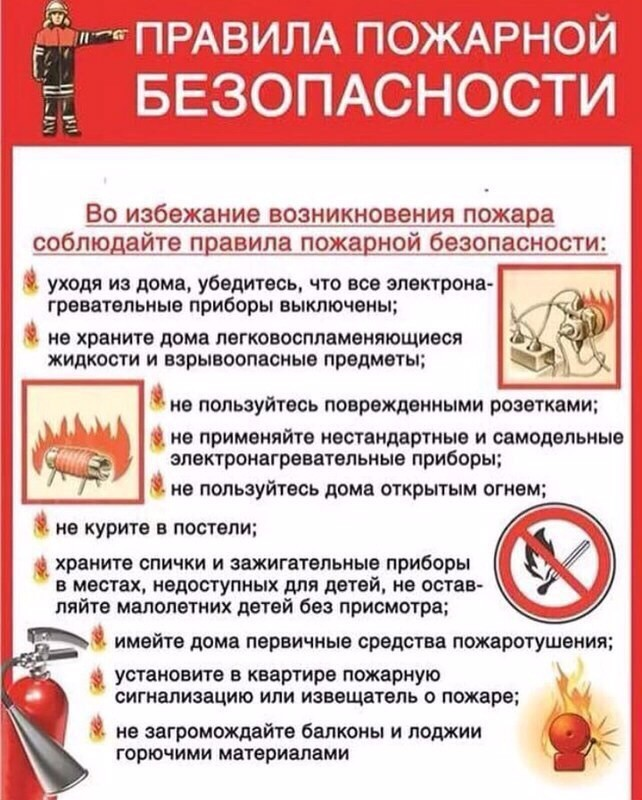 ПРАВИЛА ПОЖАРНОЙ
БЕЗОПАСНОСТИ
Во избежание возникновения пожара
соблюдайте правила пожарной безопасности:
уходя из дома, убедитесь, что все электрона-
гревательные приборы выключены;
не храните дома легковоспламеняющиеся
жидкости и взрывоопасные предметы;
не пользуйтесь поврежденными розетками;
не применяйте нестандартные и самодельные
электронагревательные приборы;
не пользуйтесь дома открытым огнем;
не курите в постели;
храните спички и зажигательные приборы
в местах, недоступных для детей, не остав-
ляйте малолетних детей без присмотра;
имейте дома первичные средства пожаротушения;
установите в квартире пожарную
сигнализацию или извещатель о пожаре;
не загромождайте балконы и лоджии
горючими материалами